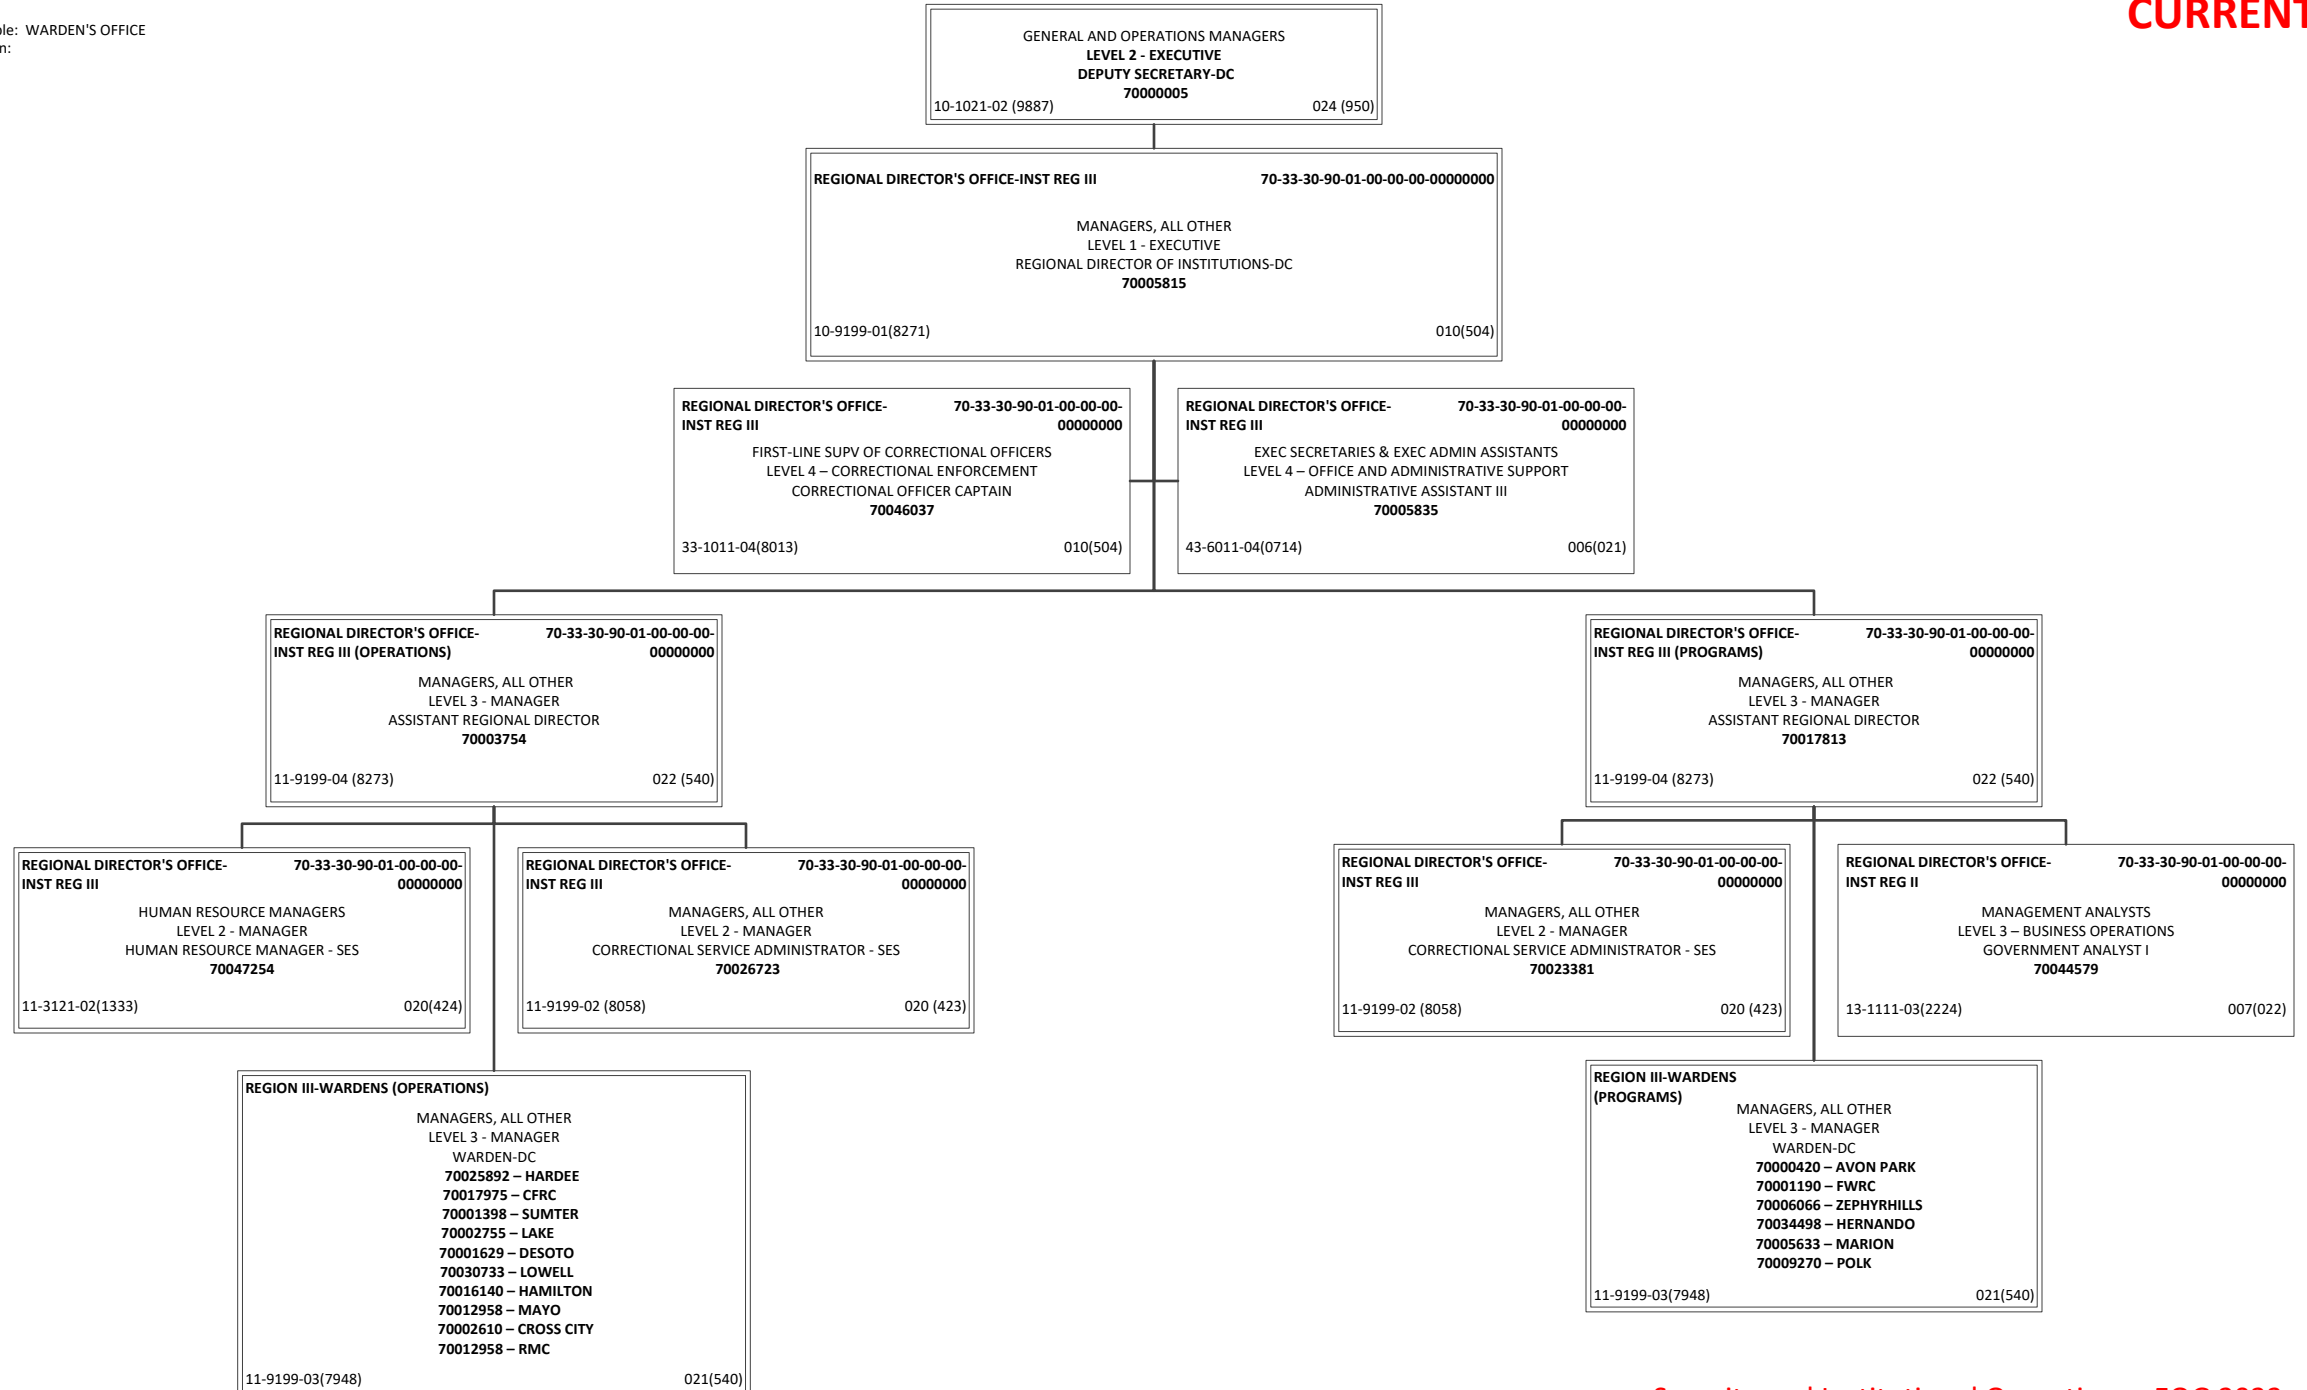 ble: WARDEN'S OFFICE
n:
CURRENT
GENERAL AND OPERATIONS MANAGERS
LEVEL 2 - EXECUTIVE
DEPUTY SECRETARY-DC
70000005
10-1021-02 (9887) 024 (950)
REGIONAL DIRECTOR'S OFFICE-INST REG III 70-33-30-90-01-00-00-00-00000000
MANAGERS, ALL OTHER
LEVEL 1 - EXECUTIVE
REGIONAL DIRECTOR OF INSTITUTIONS-DC
70005815
10-9199-01(8271) 010(504)
REGIONAL DIRECTOR'S OFFICE- 70-33-30-90-01-00-00-00-
INST REG III 00000000
FIRST-LINE SUPV OF CORRECTIONAL OFFICERS
LEVEL 4 – CORRECTIONAL ENFORCEMENT
CORRECTIONAL OFFICER CAPTAIN
70046037
33-1011-04(8013) 010(504)
REGIONAL DIRECTOR'S OFFICE- 70-33-30-90-01-00-00-00-
INST REG III 00000000
EXEC SECRETARIES & EXEC ADMIN ASSISTANTS
LEVEL 4 – OFFICE AND ADMINISTRATIVE SUPPORT
ADMINISTRATIVE ASSISTANT III
70005835
43-6011-04(0714) 006(021)
REGIONAL DIRECTOR'S OFFICE- 70-33-30-90-01-00-00-00-
INST REG III (OPERATIONS) 00000000
MANAGERS, ALL OTHER
LEVEL 3 - MANAGER
ASSISTANT REGIONAL DIRECTOR
70003754
11-9199-04 (8273) 022 (540)
REGIONAL DIRECTOR'S OFFICE- 70-33-30-90-01-00-00-00-
INST REG III (PROGRAMS) 00000000
MANAGERS, ALL OTHER
LEVEL 3 - MANAGER
ASSISTANT REGIONAL DIRECTOR
70017813
11-9199-04 (8273) 022 (540)
REGIONAL DIRECTOR'S OFFICE- 70-33-30-90-01-00-00-00-
INST REG III 00000000
HUMAN RESOURCE MANAGERS
LEVEL 2 - MANAGER
HUMAN RESOURCE MANAGER - SES
70047254
11-3121-02(1333) 020(424)
REGIONAL DIRECTOR'S OFFICE- 70-33-30-90-01-00-00-00-
INST REG III 00000000
MANAGERS, ALL OTHER
LEVEL 2 - MANAGER
CORRECTIONAL SERVICE ADMINISTRATOR - SES
70026723
11-9199-02 (8058) 020 (423)
REGIONAL DIRECTOR'S OFFICE- 70-33-30-90-01-00-00-00-
INST REG III 00000000
MANAGERS, ALL OTHER
LEVEL 2 - MANAGER
CORRECTIONAL SERVICE ADMINISTRATOR - SES
70023381
11-9199-02 (8058) 020 (423)
REGIONAL DIRECTOR'S OFFICE- 70-33-30-90-01-00-00-00-
INST REG II 00000000
MANAGEMENT ANALYSTS
LEVEL 3 – BUSINESS OPERATIONS
GOVERNMENT ANALYST I
70044579
13-1111-03(2224) 007(022)
REGION III-WARDENS (OPERATIONS)
MANAGERS, ALL OTHER
LEVEL 3 - MANAGER
WARDEN-DC
70025892 – HARDEE
70017975 – CFRC
70001398 – SUMTER
70002755 – LAKE
70001629 – DESOTO
70030733 – LOWELL
70016140 – HAMILTON
70012958 – MAYO
70002610 – CROSS CITY
70012958 – RMC
11-9199-03(7948) 021(540)
REGION III-WARDENS
(PROGRAMS)
MANAGERS, ALL OTHER
LEVEL 3 - MANAGER
WARDEN-DC
70000420 – AVON PARK
70001190 – FWRC
70006066 – ZEPHYRHILLS
70034498 – HERNANDO
70005633 – MARION
70009270 – POLK
11-9199-03(7948) 021(540)